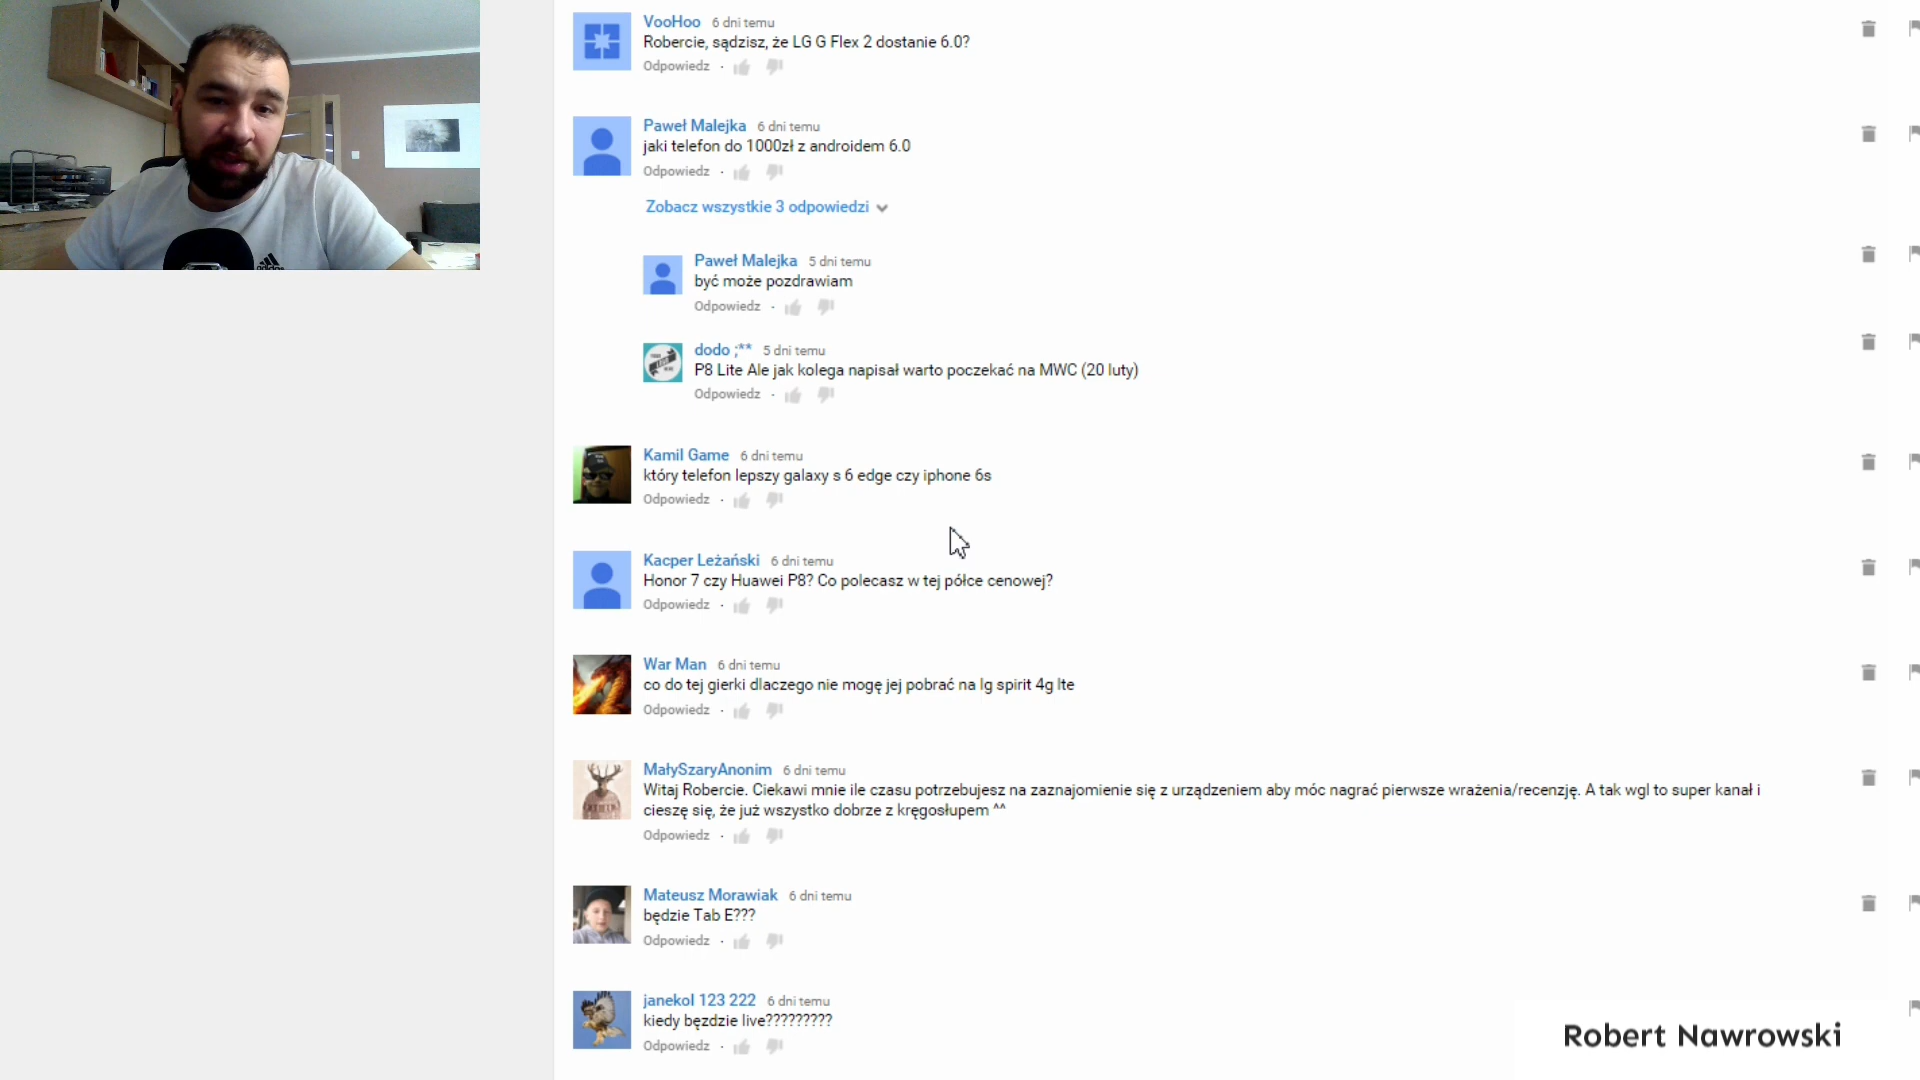 VooHoo 6 dni temu
Robercie, sądzisz, że LG G Flex 2 dostanie 6.0?
Odpowiedz ·
Paweł Malejka 6 dni temu
jaki telefon do 1000zł z androidem 6.0
Odpowiedz ·
Zobacz wszystkie 3 odpowiedzi
Paweł Malejka 5 dni temu
być może pozdrawiam
Odpowiedz ·
dodo ;** 5 dni temu
P8 Lite Ale jak kolega napisał warto poczekać na MWC (20 luty)
Odpowiedz ·
Kamil Game 6 dni temu
który telefon lepszy galaxy s 6 edge czy iphone 6s
Odpowiedz ·
Kacper Leżański 6 dni temu
Honor 7 czy Huawei P8? Co polecasz w tej półce cenowej?
Odpowiedz ·
War Man 6 dni temu
co do tej gierki dlaczego nie mogę jej pobrać na lg spirit 4g lte
Odpowiedz ·
MałySzaryAnonim 6 dni temu
Witaj Robercie. Ciekawi mnie ile czasu potrzebujesz na zaznajomienie się z urządzeniem aby móc nagrać pierwsze wrażenia/recenzję. A tak wgl to super kanał i
cieszę się, że już wszystko dobrze z kręgosłupem ^^
Odpowiedz ·
Mateusz Morawiak 6 dni temu
będzie Tab E???
Odpowiedz ·
janekol 123 222 6 dni temu
kiedy bęzdzie live?????????
Odpowiedz ·
Robert Nawrowski
adidas